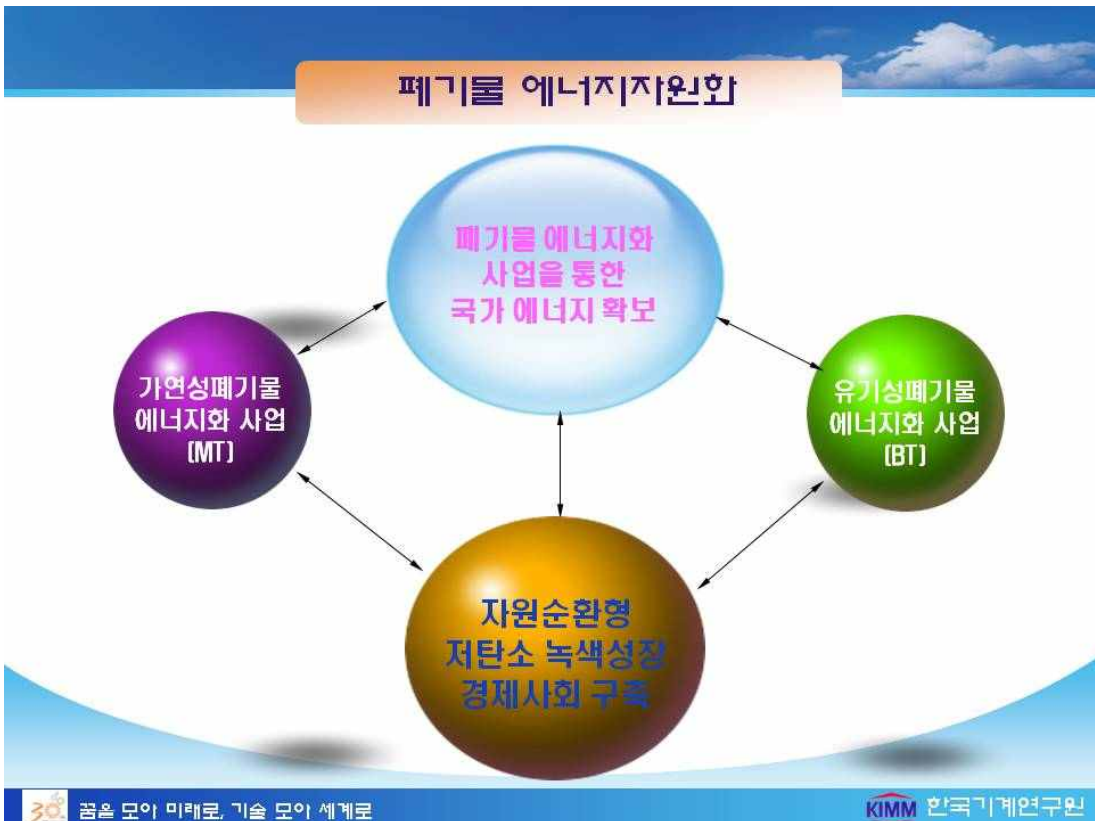 폐기물 에너지자원화
폐기물 에너지화
사업을 통한
국가 에너지 확보
가연성폐기물
에너지화 사업
(MT)
유기성폐기물
에너지화 사업
(BT)
자원순환형
저탄소 녹색성장
경제사회 구축
30 꿈을 모아 미래로, 기술 모아 세계로
KIMM 한국기계연구원